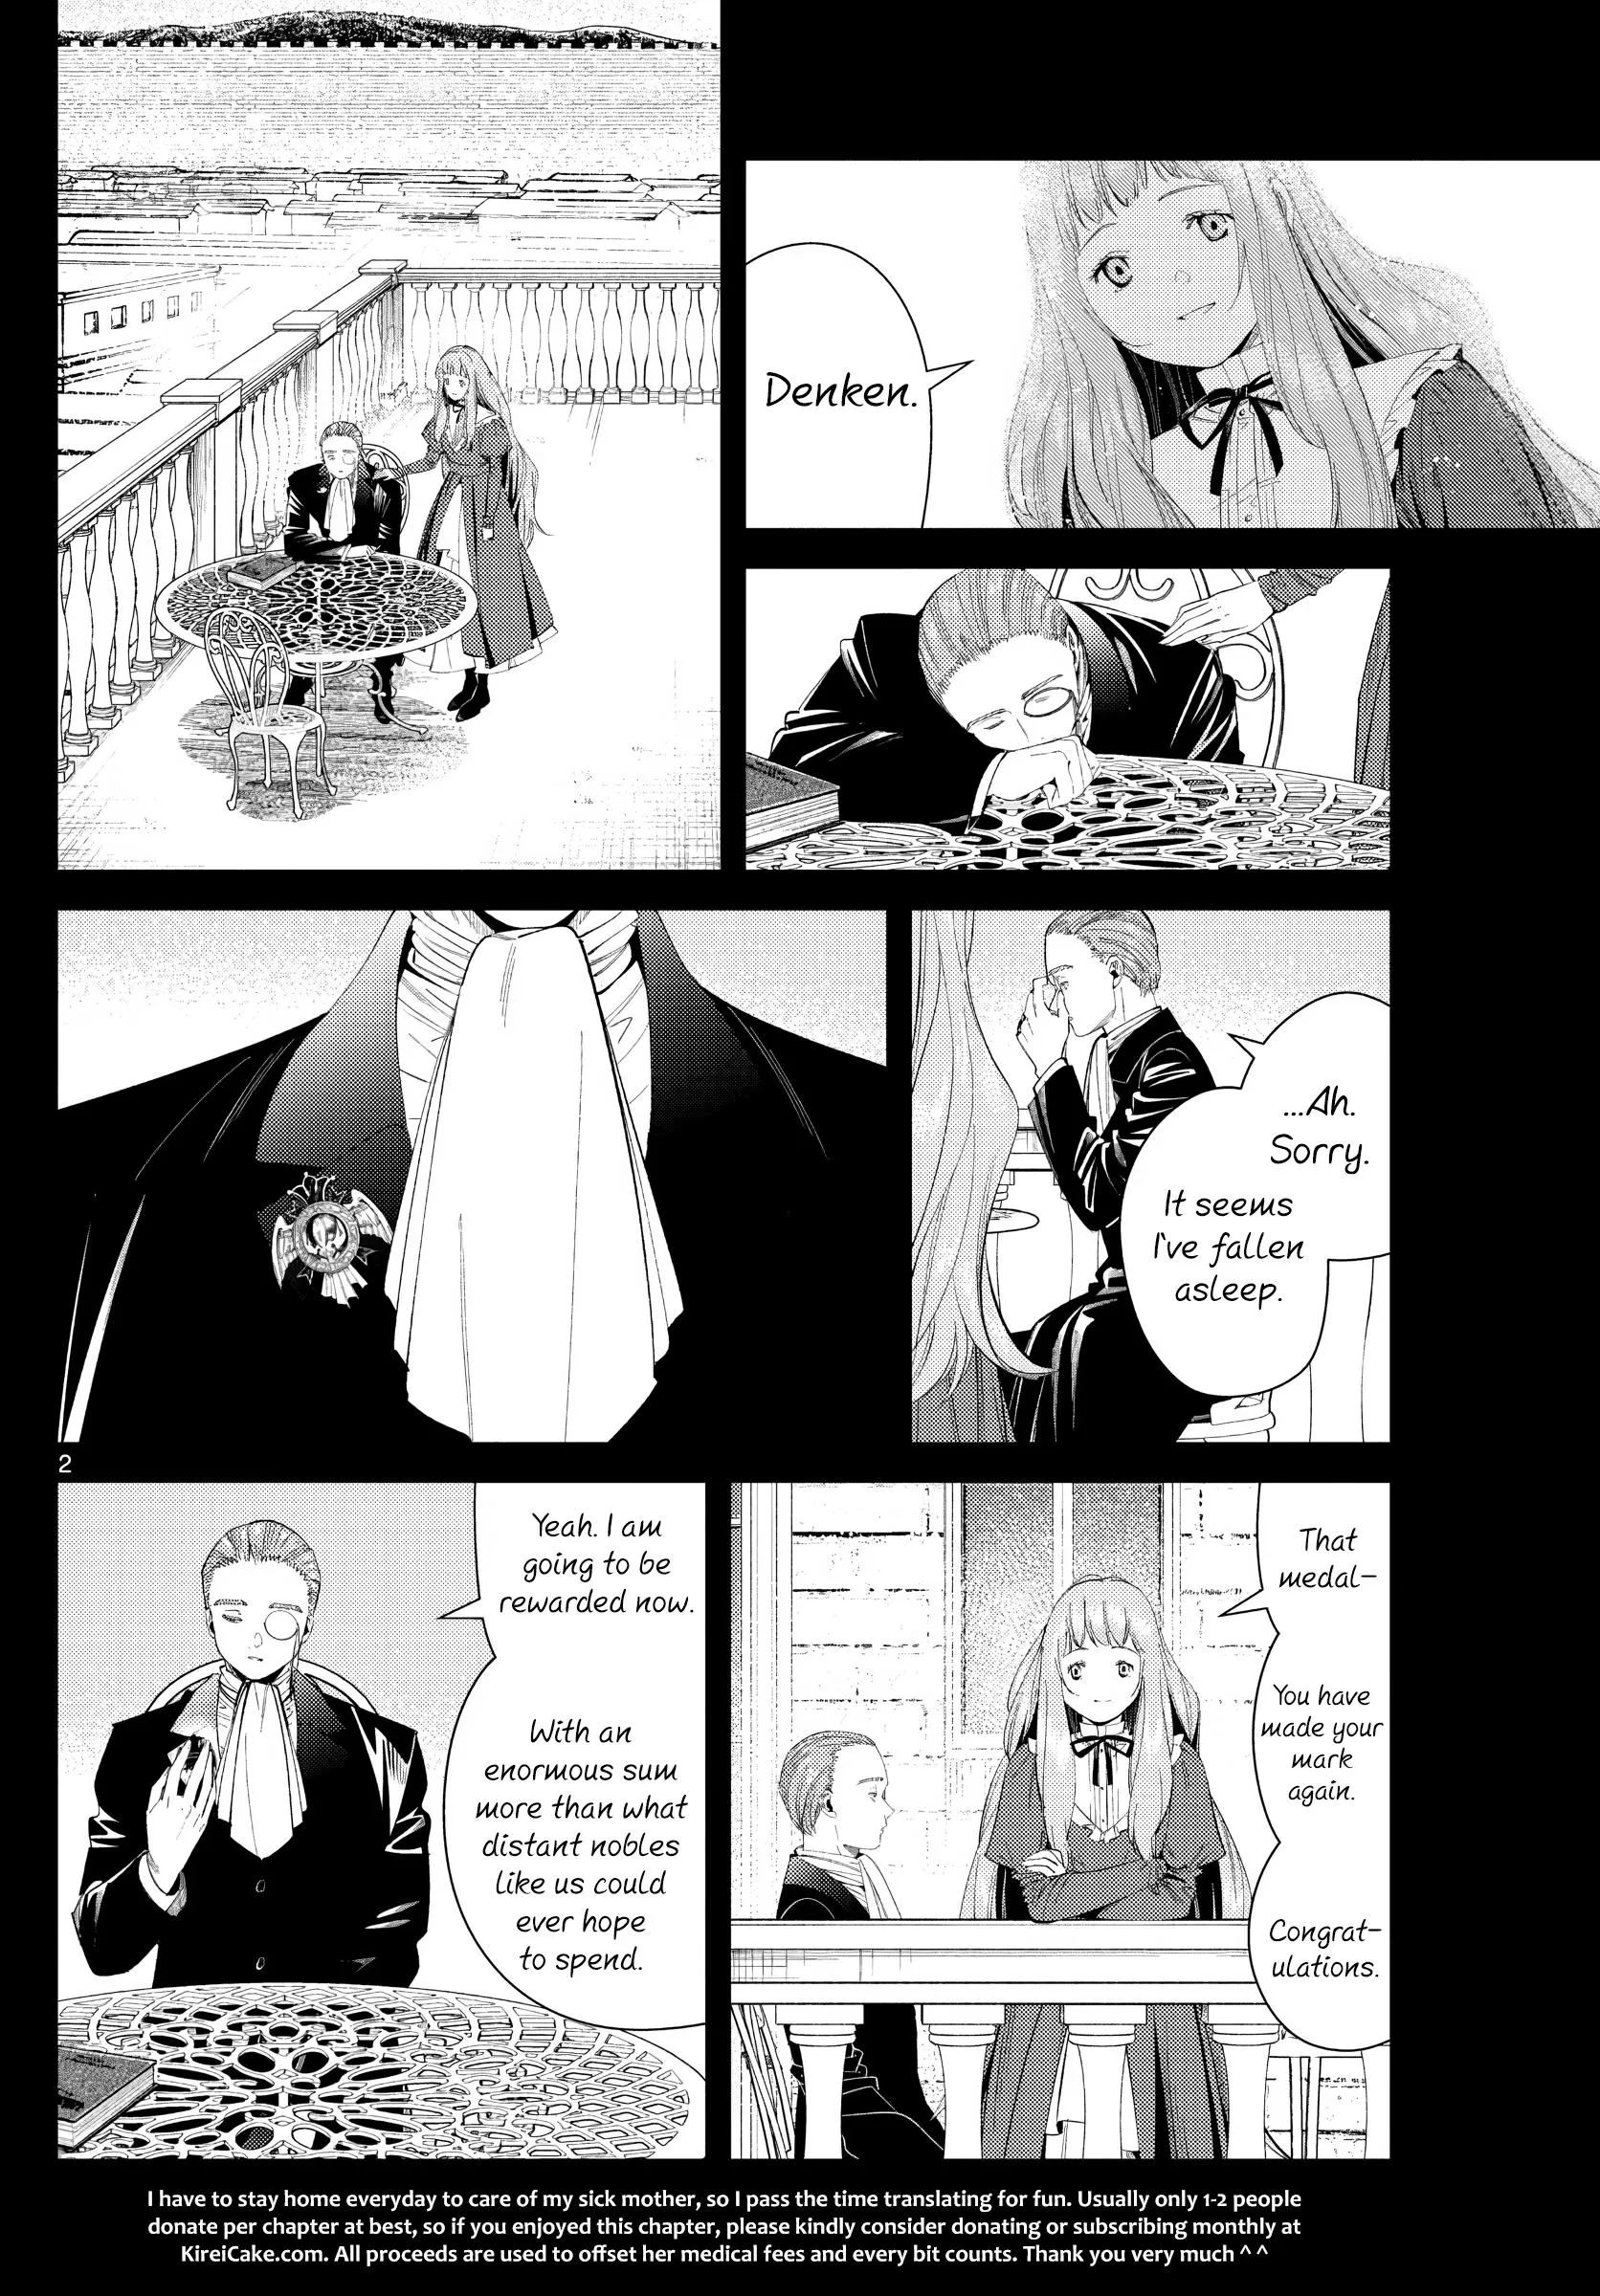 Denken.
...Ah.
Sorry.
It seems
I've fallen
asleep.
That
medal—
You have
made your
mark
again.
Congrat-
ulations.
Yeah. I am
going to be
rewarded now.
With an
enormous sum
more than what
distant nobles
like us could
ever hope
to spend.
2
I have to stay home everyday to care of my sick mother, so I pass the time translating for fun. Usually only 1-2 people
donate per chapter at best, so if you enjoyed this chapter, please kindly consider donating or subscribing monthly at
KireiCake.com. All proceeds are used to offset her medical fees and every bit counts. Thank you very much ^ ^